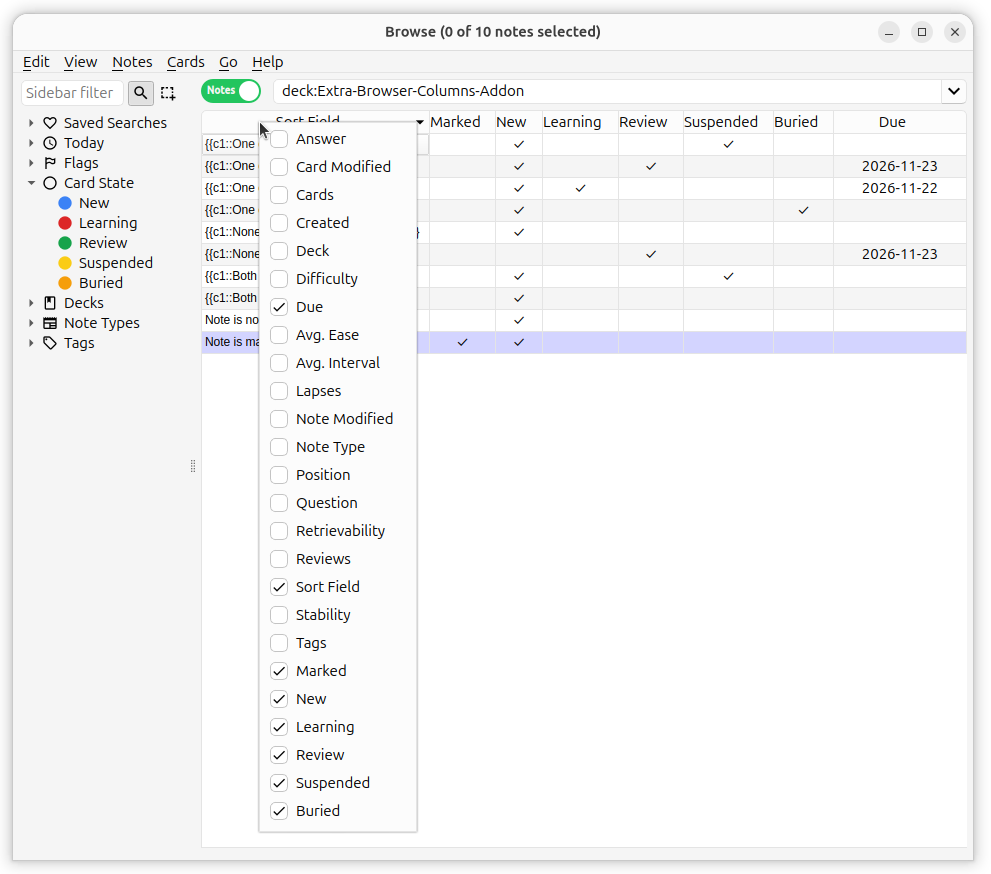 Browse (0 of 10 notes selected)
Edit View Notes Cards Go Help
Sidebar filter
Notes
deck:Extra-Browser-Columns-Addon
Saved Searches
Today
Flags
Card State
New
Learning
Review
Suspended
Buried
Decks
Note Types
Tags
Sort Field Marked New Learning Review Suspended Buried Due
{{c1::One
{{c1::One 2026-11-23
{{c1::One 2026-11-22
{{c1::One
{{c1::None }
{{c1::None 2026-11-23
{{c1::Both
{{c1::Both
Note is no
Note is ma
Answer
Card Modified
Cards
Created
Deck
Difficulty
Due
Avg. Ease
Avg. Interval
Lapses
Note Modified
Note Type
Position
Question
Retrievability
Reviews
Sort Field
Stability
Tags
Marked
New
Learning
Review
Suspended
Buried